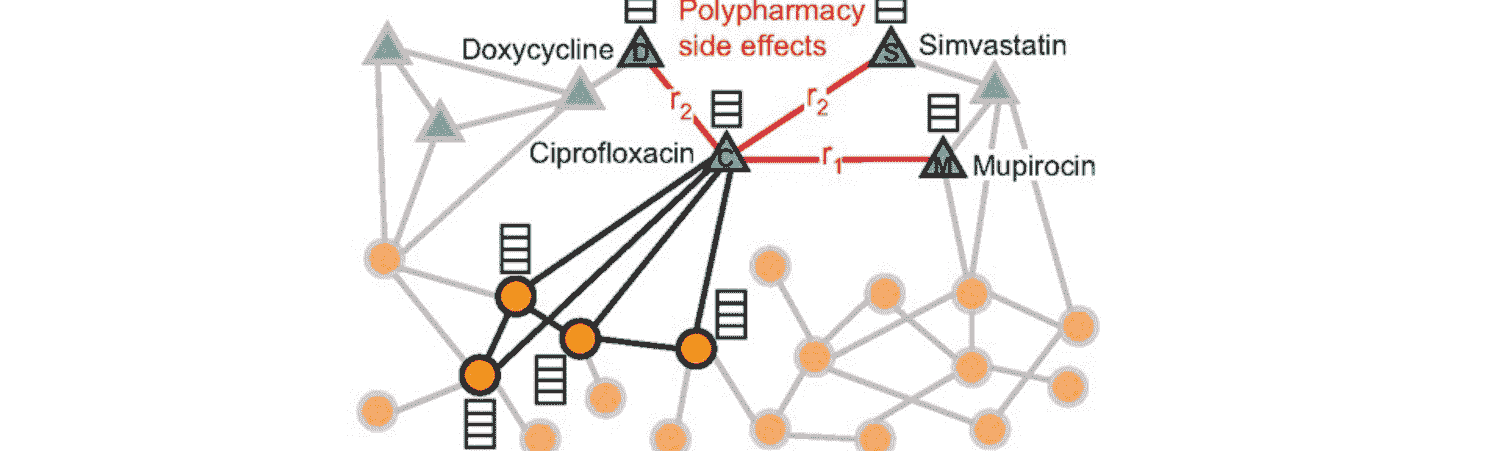 Polypharmacy
side effects
Doxycycline
D
S
Simvastatin
r2
r2
Ciprofloxacin
C
r1
M
Mupirocin